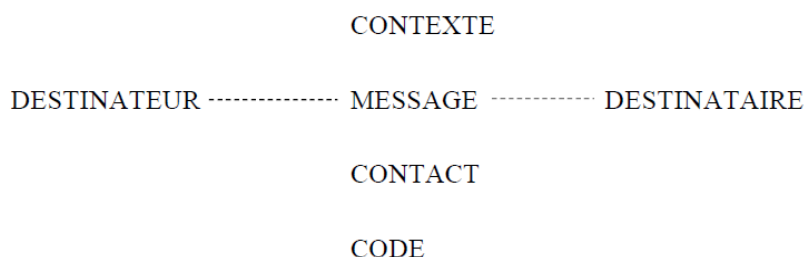 CONTEXTE
DESTINATEUR MESSAGE DESTINATAIRE
CONTACT
CODE